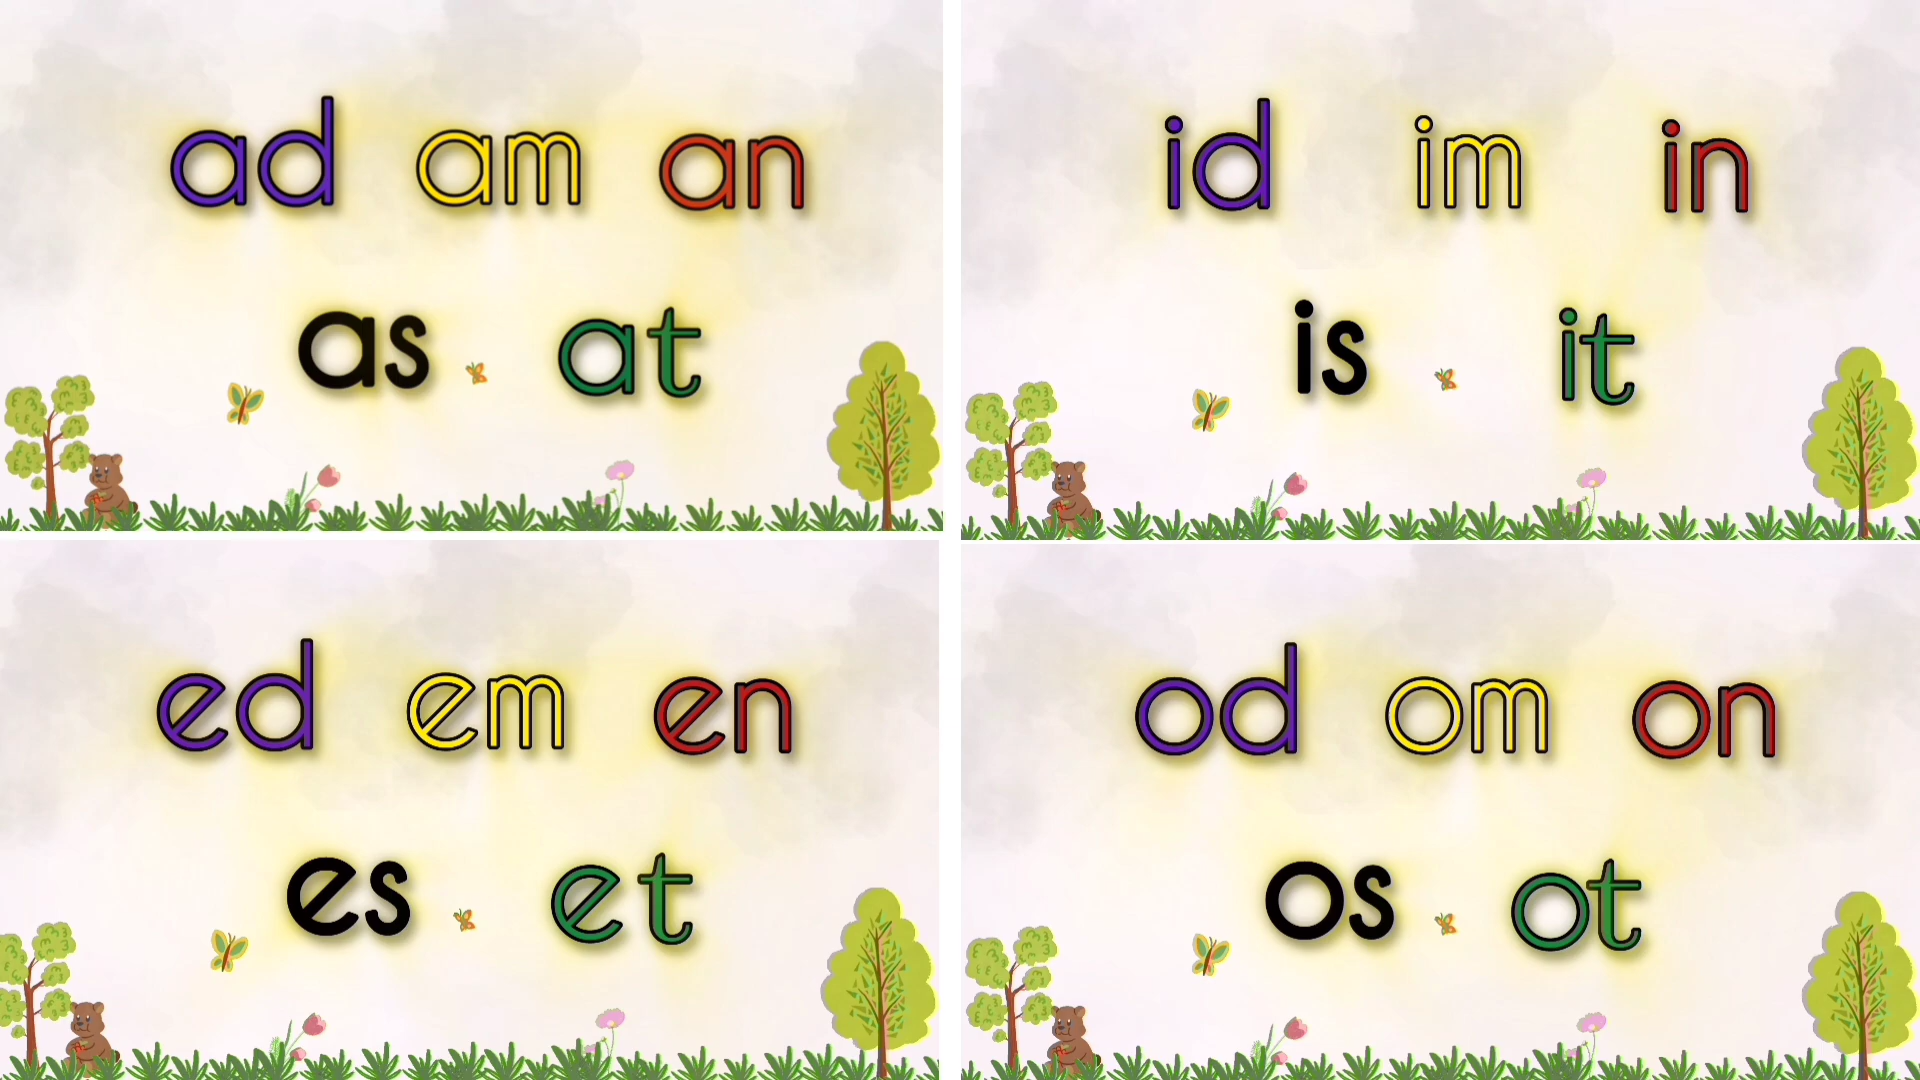 ad am an
as at
id im in
is it
ed em en
es et
od om on
os ot